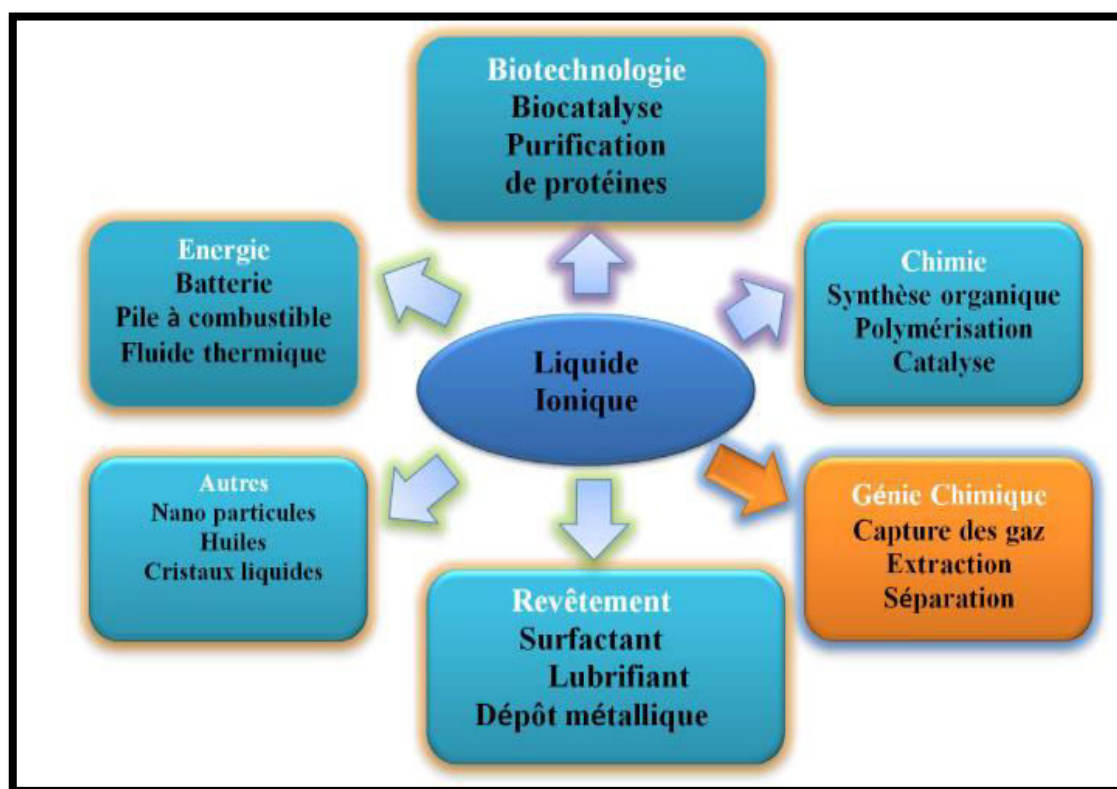 Biotechnologie
Biocatalyse
Purification
de protéines
Energie
Batterie
Pile à combustible
Fluide thermique
Chimie
Synthèse organique
Polymérisation
Catalyse
Liquide
Ionique
Autres
Nano particules
Huiles
Cristaux liquides
Génie Chimique
Capture des gaz
Extraction
Séparation
Revêtement
Surfactant
Lubrifiant
Dépôt métallique